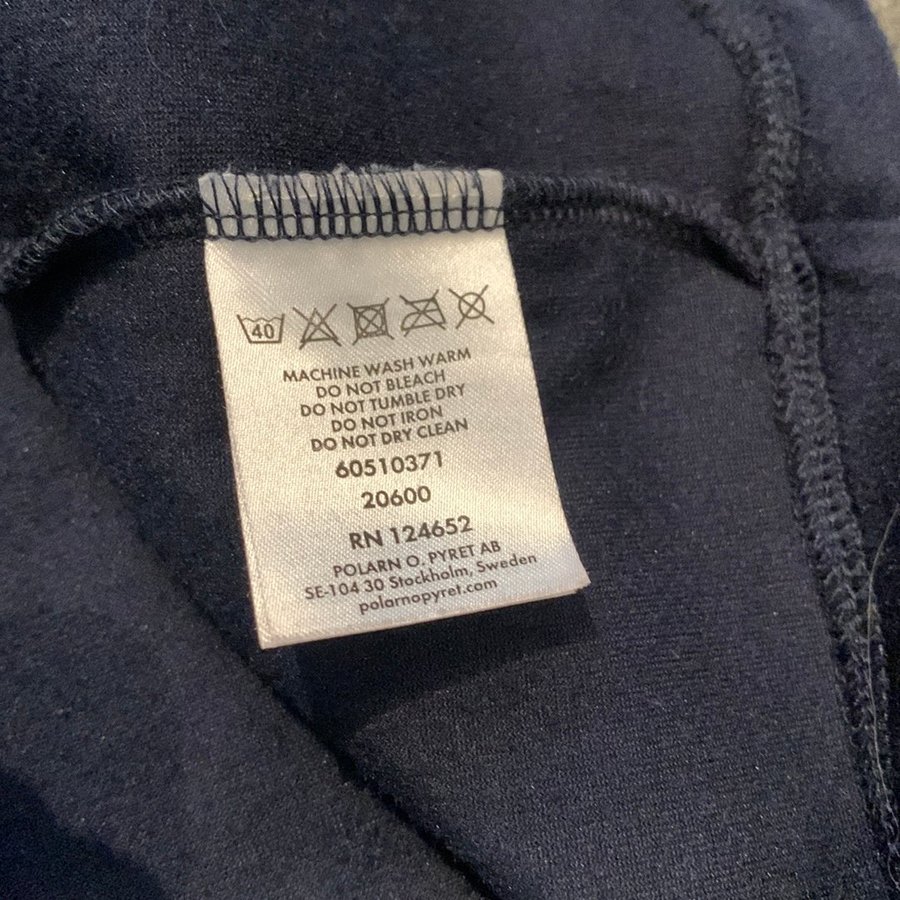 40
MACHINE WASH WARM
DO NOT BLEACH
DO NOT TUMBLE DRY
DO NOT IRON
DO NOT DRY CLEAN
60510371
20600
RN 124652
POLARN O. PYRET AB
SE-104 30 Stockholm, Sweden
polarnopyret.com